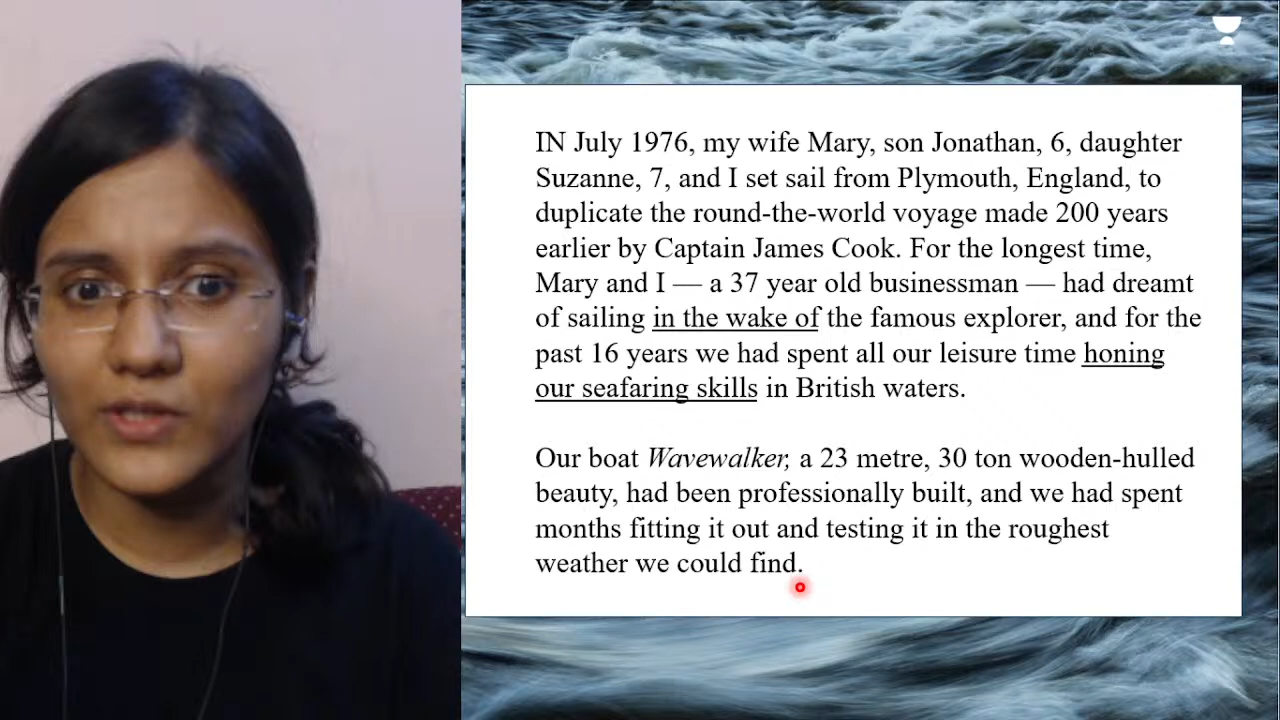 IN July 1976, my wife Mary, son Jonathan, 6, daughter
Suzanne, 7, and I set sail from Plymouth, England, to
duplicate the round-the-world voyage made 200 years
earlier by Captain James Cook. For the longest time,
Mary and I — a 37 year old businessman — had dreamt
of sailing in the wake of the famous explorer, and for the
past 16 years we had spent all our leisure time honing
our seafaring skills in British waters.
Our boat Wavewalker, a 23 metre, 30 ton wooden-hulled
beauty, had been professionally built, and we had spent
months fitting it out and testing it in the roughest
weather we could find.